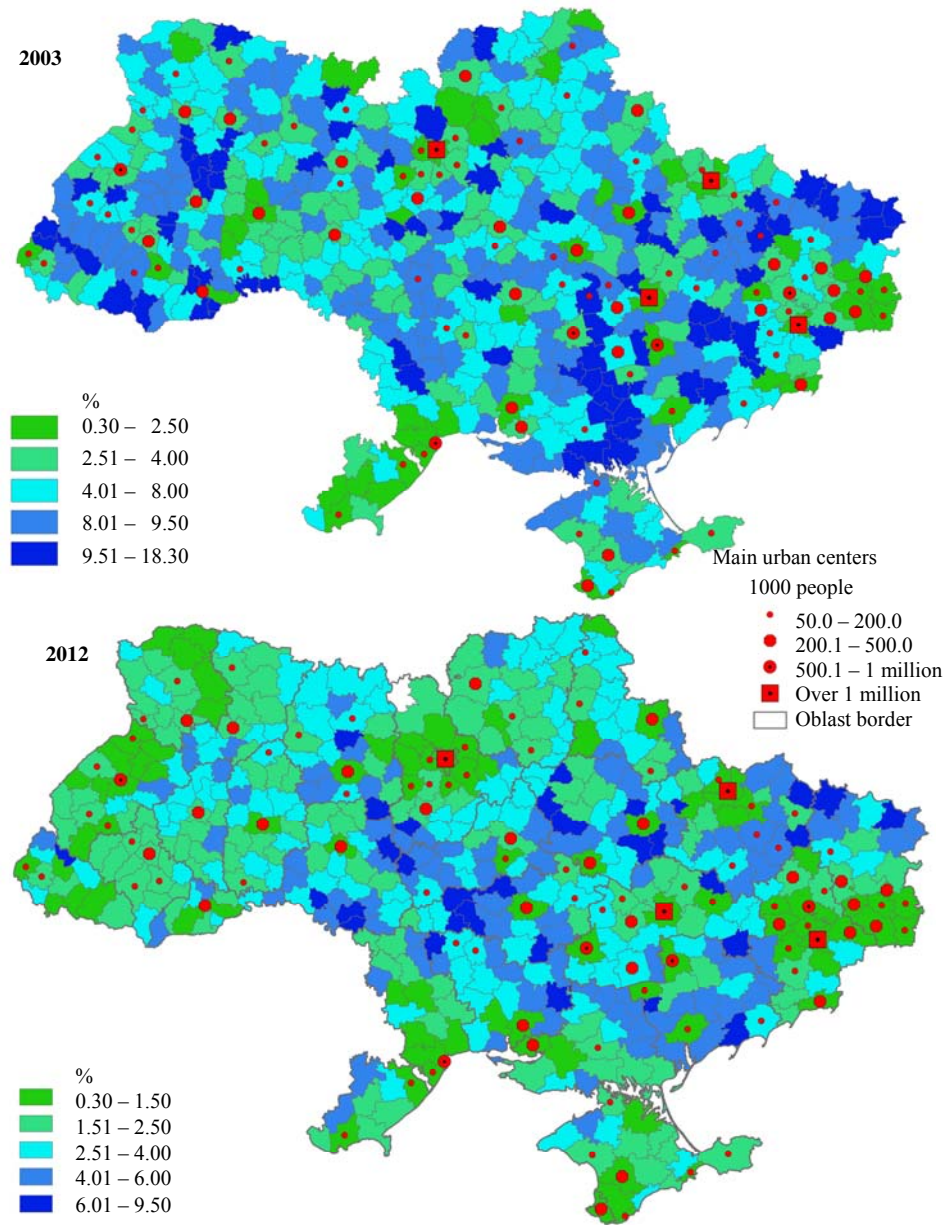 2003
%
0.30 – 2.50
2.51 – 4.00
4.01 – 8.00
8.01 – 9.50
9.51 – 18.30
Main urban centers
1000 people
50.0 – 200.0
200.1 – 500.0
500.1 – 1 million
Over 1 million
Oblast border
2012
%
0.30 – 1.50
1.51 – 2.50
2.51 – 4.00
4.01 – 6.00
6.01 – 9.50